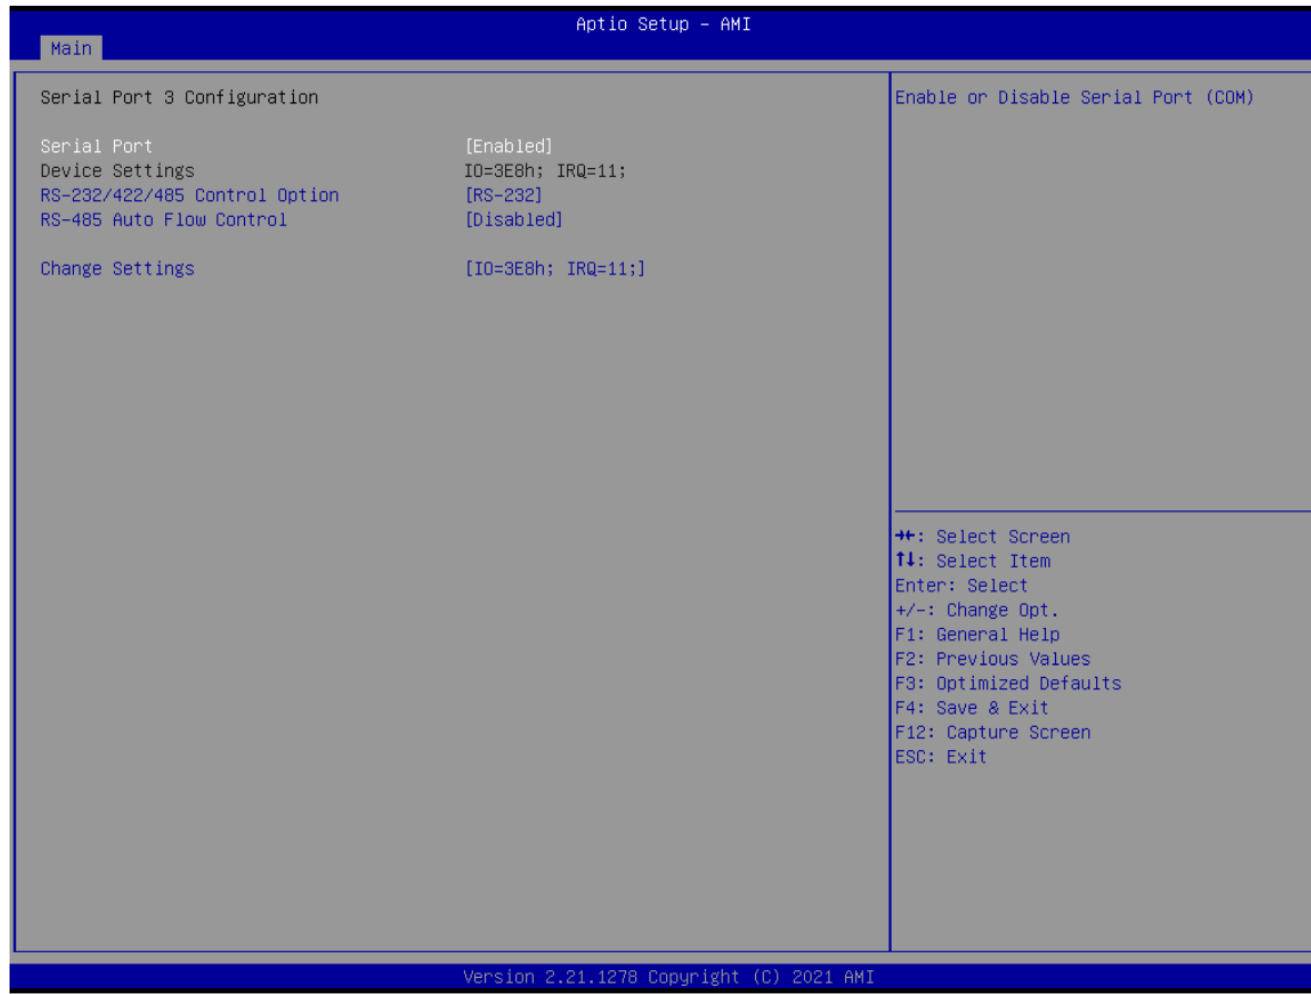 Aptio Setup – AMI
Main
Serial Port 3 Configuration
Serial Port [Enabled]
Device Settings IO=3E8h; IRQ=11;
RS-232/422/485 Control Option [RS-232]
RS-485 Auto Flow Control [Disabled]
Change Settings [IO=3E8h; IRQ=11;]
Enable or Disable Serial Port (COM)
→←: Select Screen
↑↓: Select Item
Enter: Select
+/-: Change Opt.
F1: General Help
F2: Previous Values
F3: Optimized Defaults
F4: Save & Exit
F12: Capture Screen
ESC: Exit
Version 2.21.1278 Copyright (C) 2021 AMI